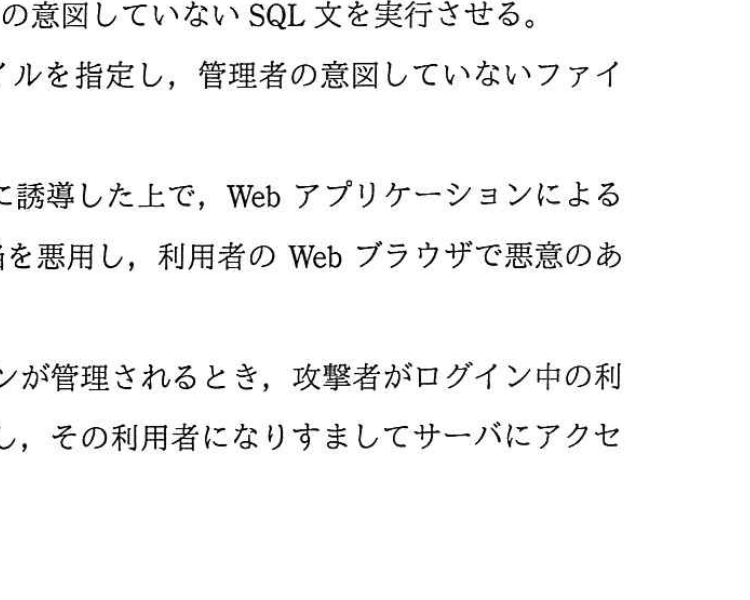 の意図していない SQL 文を実行させる。
イルを指定し，管理者の意図していないファイ
に誘導した上で，Web アプリケーションによる
を悪用し，利用者の Web ブラウザで悪意のあ
ンが管理されるとき，攻撃者がログイン中の利
し，その利用者になりすましてサーバにアクセ